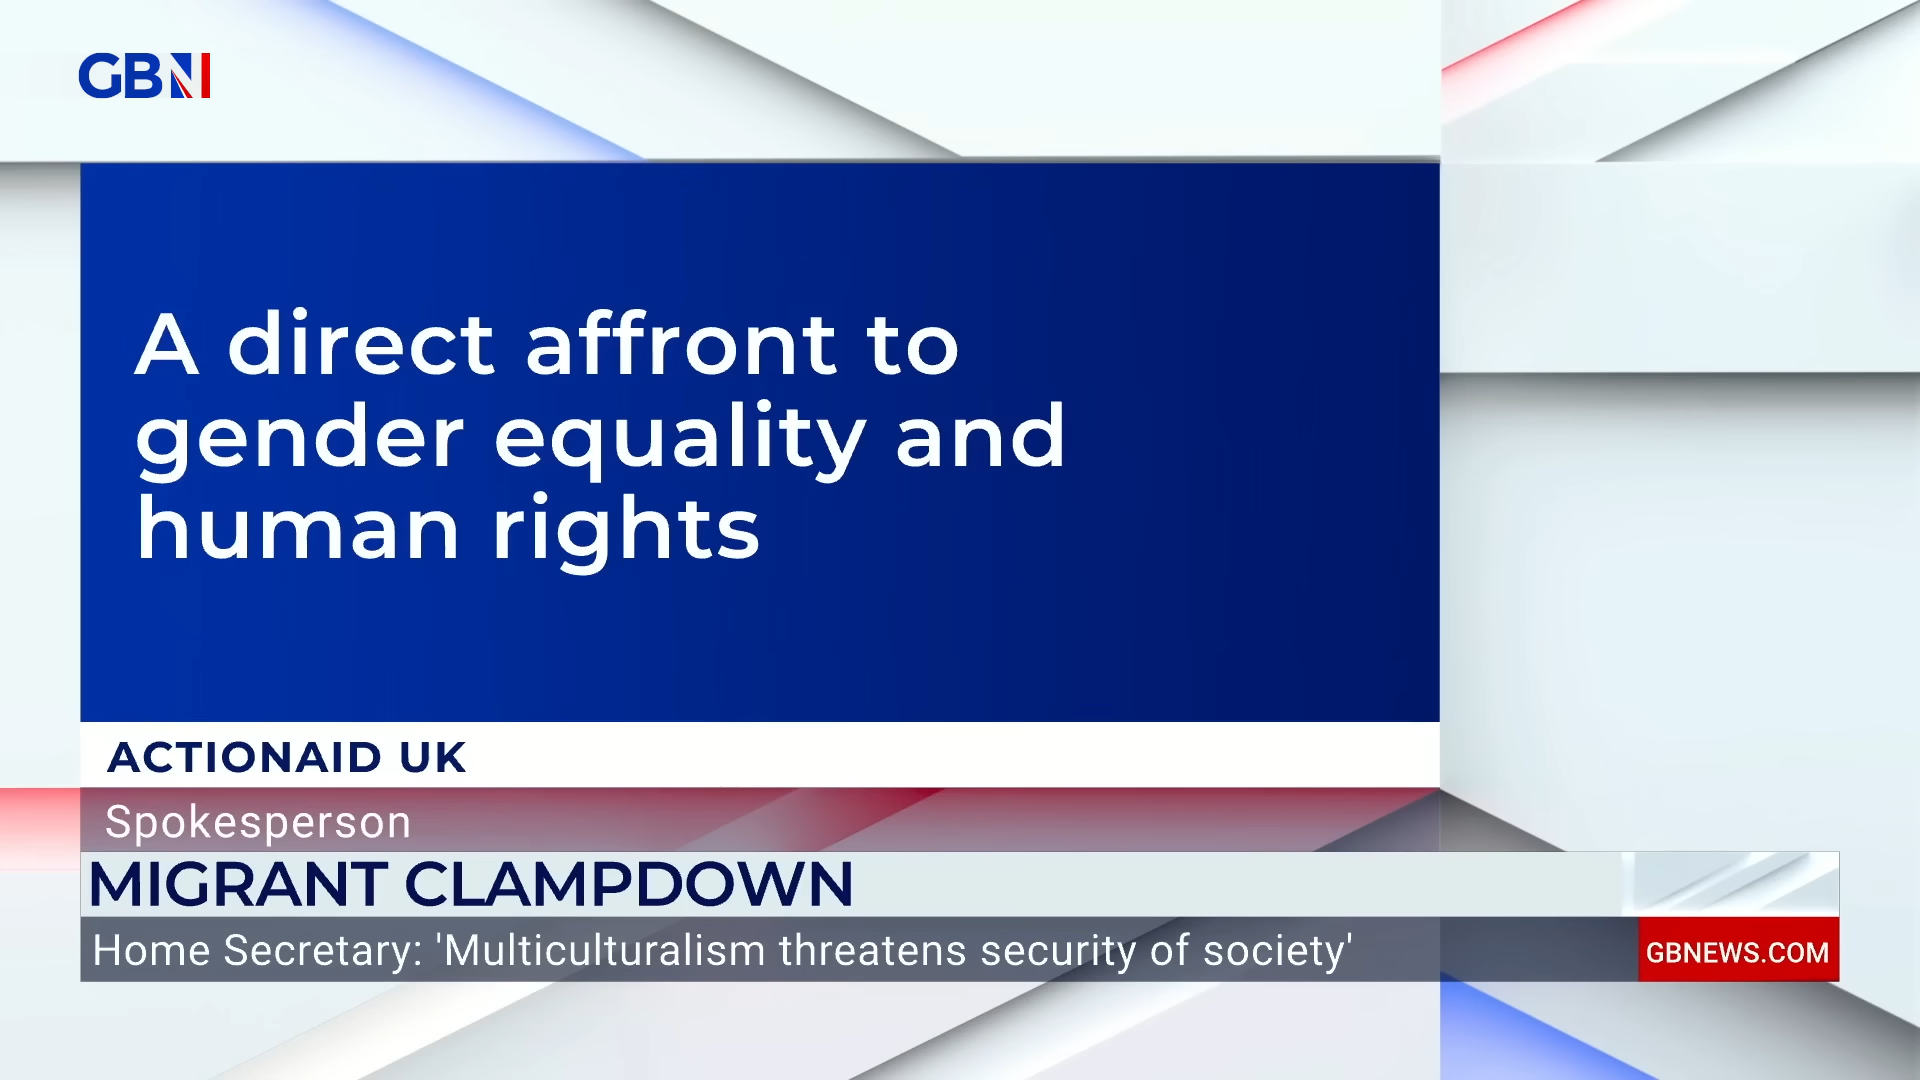 GBN
A direct affront to
gender equality and
human rights
ACTIONAID UK
Spokesperson
MIGRANT CLAMPDOWN
Home Secretary: 'Multiculturalism threatens security of society'
GBNEWS.COM